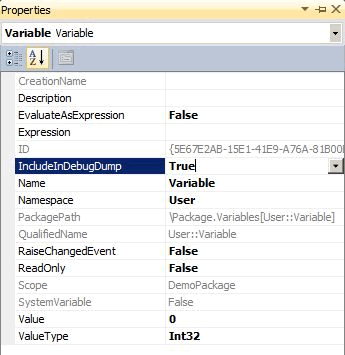 Properties
Variable Variable
CreationName
Description
EvaluateAsExpression False
Expression
ID {5E67E2AB-15E1-41E9-A76A-81B00
IncludeInDebugDump True
Name Variable
Namespace User
PackagePath \Package.Variables[User::Variable]
QualifiedName User::Variable
RaiseChangedEvent False
ReadOnly False
Scope DemoPackage
SystemVariable False
Value 0
ValueType Int32